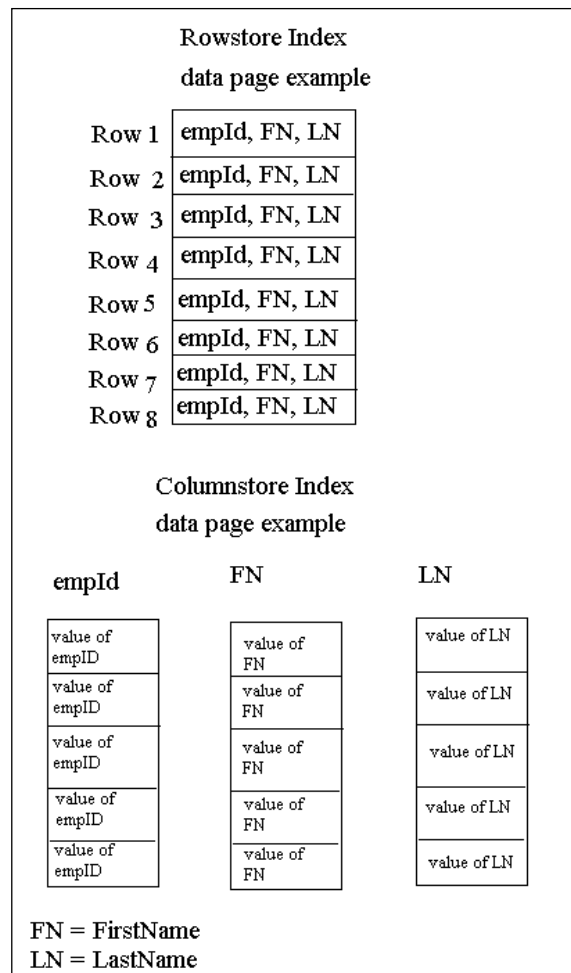 Rowstore Index
data page example
Row 1 empId, FN, LN
Row 2 empId, FN, LN
Row 3 empId, FN, LN
Row 4 empId, FN, LN
Row 5 empId, FN, LN
Row 6 empId, FN, LN
Row 7 empId, FN, LN
Row 8 empId, FN, LN
Columnstore Index
data page example
empId FN LN
value of
empID
value of
FN
value of LN
value of
empID
value of
FN
value of LN
value of
empID
value of
FN
value of LN
value of
empID
value of
FN
value of LN
value of
empID
value of
FN
value of LN
FN = FirstName
LN = LastName